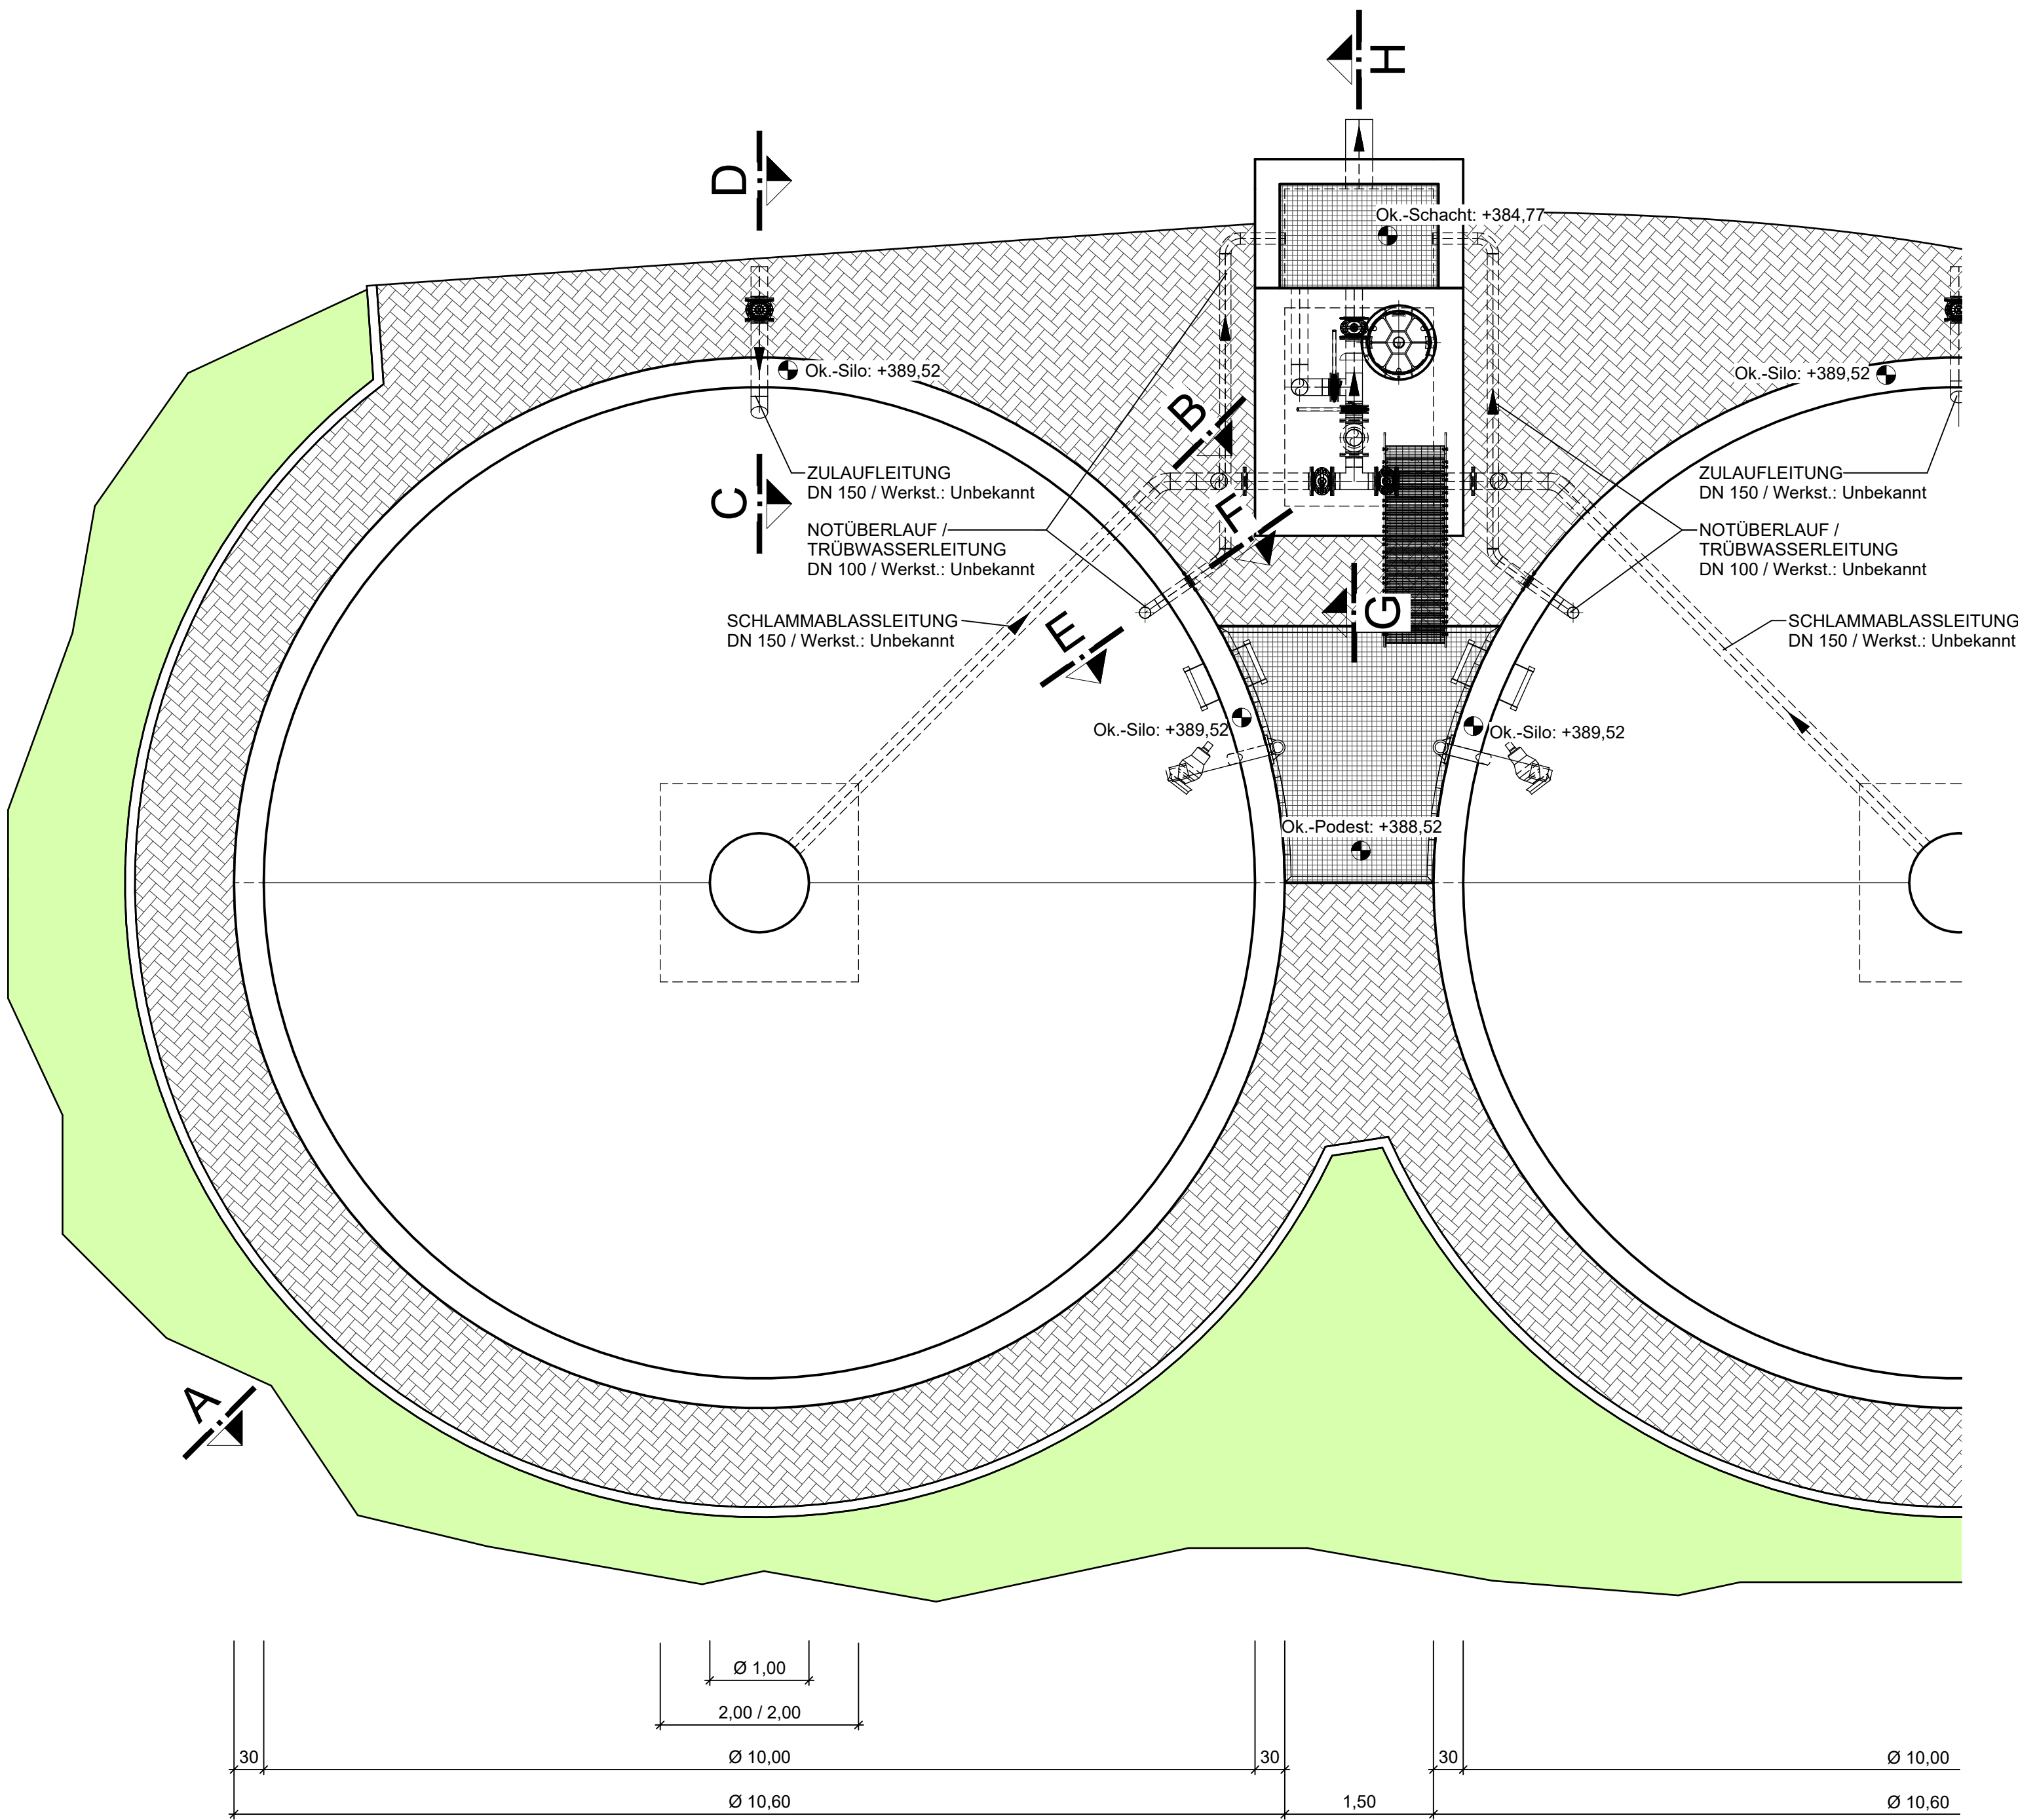 H
D
Ok.-Schacht: +384,77
Ok.-Silo: +389,52
Ok.-Silo: +389,52
B
ZULAUFLEITUNG
DN 150 / Werkst.: Unbekannt
C
NOTÜBERLAUF /
TRÜBWASSERLEITUNG
DN 100 / Werkst.: Unbekannt
F
ZULAUFLEITUNG
DN 150 / Werkst.: Unbekannt
NOTÜBERLAUF /
TRÜBWASSERLEITUNG
DN 100 / Werkst.: Unbekannt
SCHLAMMABLASSLEITUNG
DN 150 / Werkst.: Unbekannt
E
G
SCHLAMMABLASSLEITUNG
DN 150 / Werkst.: Unbekannt
Ok.-Silo: +389,52
Ok.-Silo: +389,52
Ok.-Podest: +388,52
A
Ø 1,00
2,00 / 2,00
30
Ø 10,00
30
30
Ø 10,00
Ø 10,60
1,50
Ø 10,60